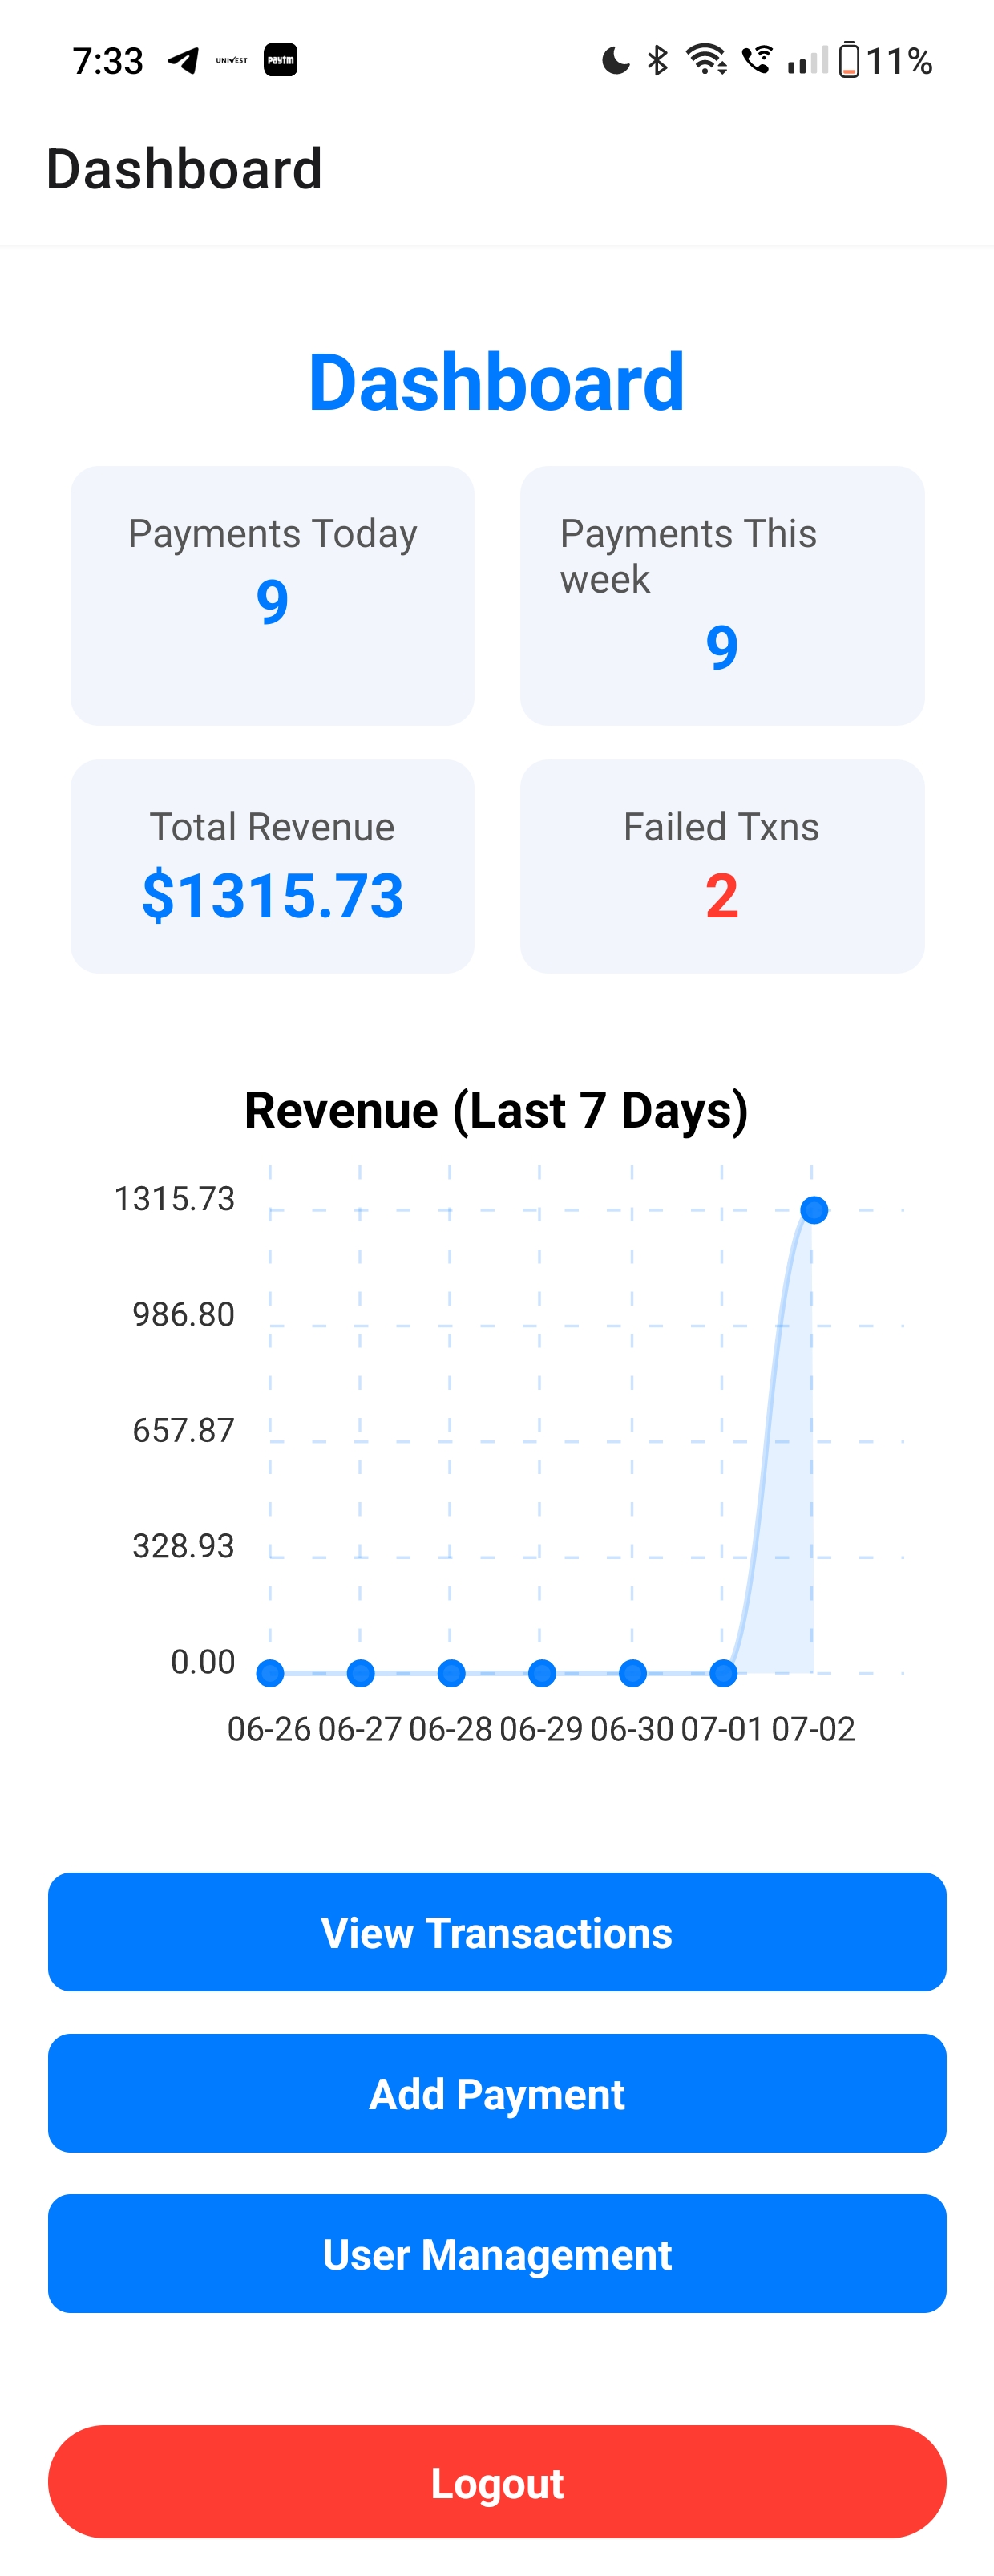 7:33 UNIVEST paytm 11%
Dashboard
Dashboard
Payments Today
9
Payments This
week
9
Total Revenue
$1315.73
Failed Txns
2
Revenue (Last 7 Days)
1315.73
986.80
657.87
328.93
0.00
06-26 06-27 06-28 06-29 06-30 07-01 07-02
View Transactions
Add Payment
User Management
Logout